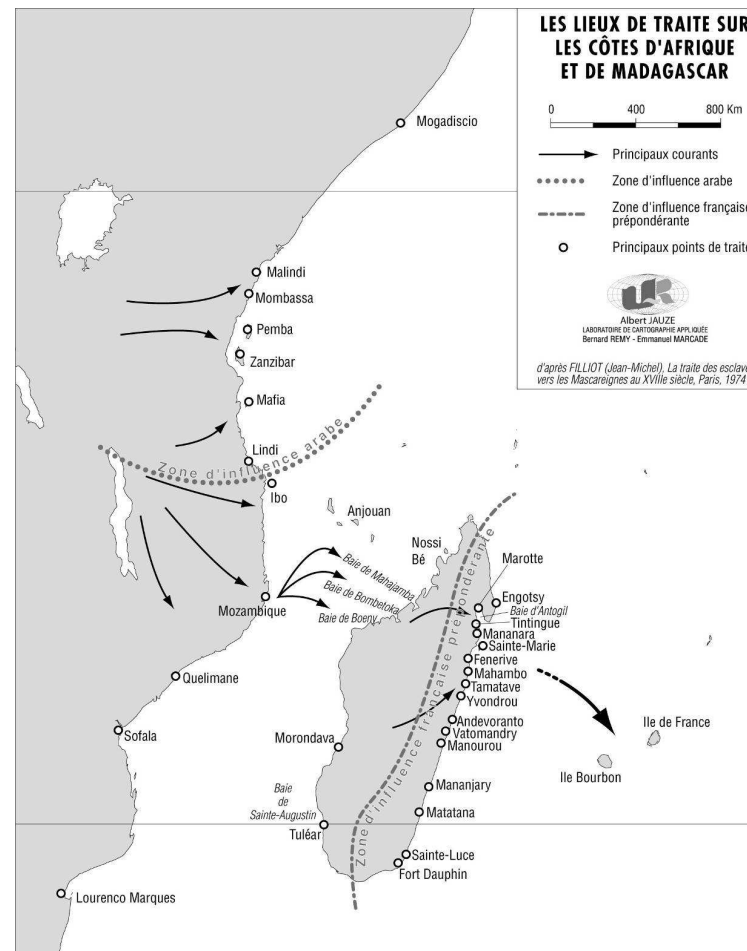 LES LIEUX DE TRAITE SUR
LES CÔTES D'AFRIQUE
ET DE MADAGASCAR
0 400 800 Km
Principaux courants
Zone d'influence arabe
Zone d'influence française
prépondérante
Principaux points de traite
Albert JAUZE
LABORATOIRE DE CARTOGRAPHIE APPLIQUÉE
Bernard REMY - Emmanuel MARCADE
d'après FILLIOT (Jean-Michel), La traite des esclave
vers les Mascareignes au XVIIIe siècle, Paris, 1974
Mogadiscio
Malindi
Mombassa
Pemba
Zanzibar
Mafia
Lindi
Zone d'influence arabe
Ibo
Anjouan
Nossi
Bé
Marotte
Mozambique
Baie de Mahajamba
Baie de Bombetoka
Baie de Boeny
Zone d'influence française prépondérante
Engotsy
Baie d'Antogil
Tintingue
Mananara
Sainte-Marie
Fenerive
Mahambo
Tamatave
Yvondrou
Quelimane
Sofala
Andevoranto
Vatomandry
Manourou
Morondava
Ile de France
Ile Bourbon
Mananjary
Baie
de
Sainte-Augustin
Matatana
Tuléar
Sainte-Luce
Fort Dauphin
Lourenco Marques